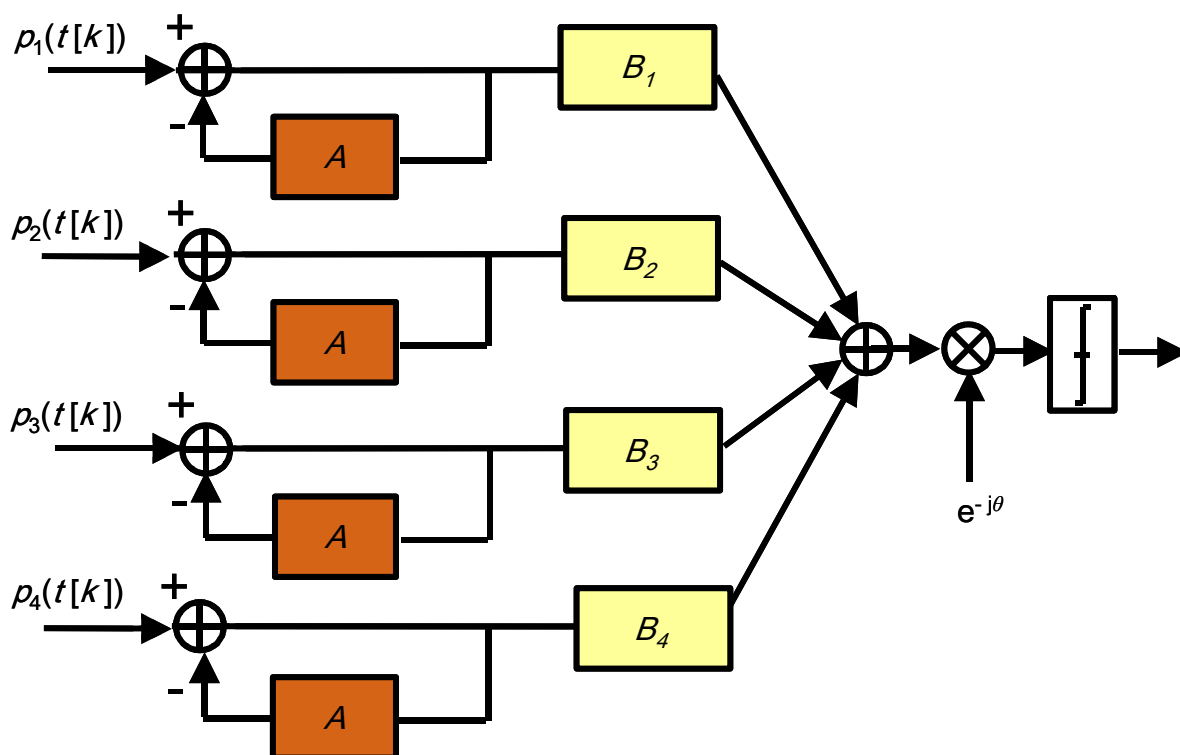 p1(t[k])
+
-
A
B1
p2(t[k])
+
-
A
B2
p3(t[k])
+
-
A
B3
e- jθ
p4(t[k])
+
-
A
B4